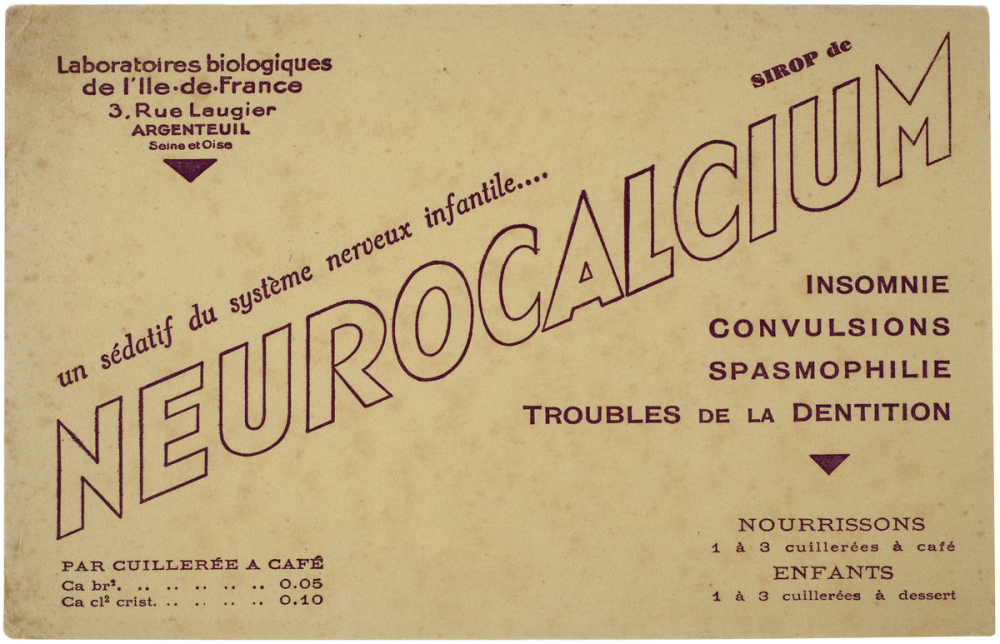 Laboratoires biologiques
de l'Ile-de-France
3, Rue Laugier
ARGENTEUIL
Seine et Oise
un sédatif du système nerveux infantile....
SIROP de
NEUROCALCIUM
INSOMNIE
CONVULSIONS
SPASMOPHILIE
TROUBLES DE LA DENTITION
PAR CUILLERÉE A CAFÉ
Ca br². .. .. .. .. .. 0.05
Ca cl² crist. .. .. .. .. .. 0.10
NOURRISSONS
1 à 3 cuillerées à café
ENFANTS
1 à 3 cuillerées à dessert